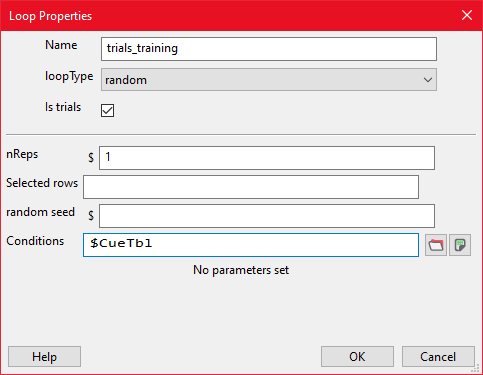 Loop Properties
Name trials_training
loopType random
Is trials
nReps $ 1
Selected rows
random seed $
Conditions $CueTbl
No parameters set
Help OK Cancel